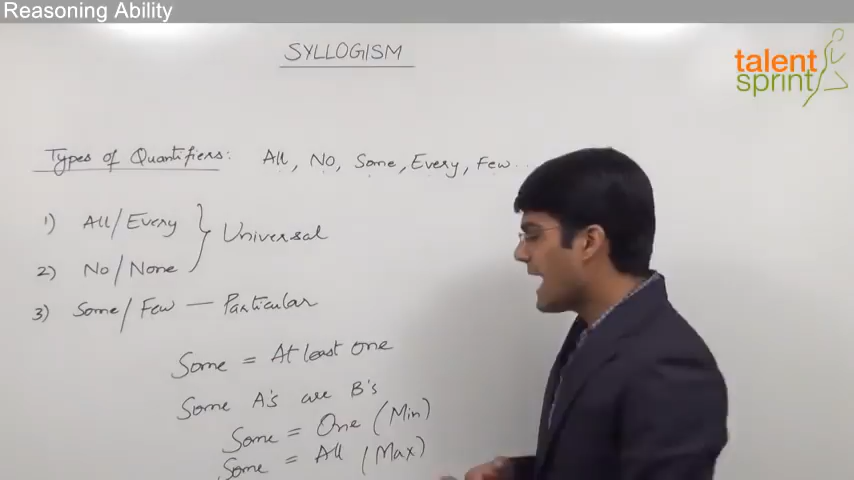 Reasoning Ability
SYLLOGISM
talent
sprint
Types of Quantifiers: All, No, Some, Every, Few...
1) All/Every } Universal
2) No/None
3) Some/Few — Particular
Some = At least one
Some A's are B's
Some = One (Min)
Some = All (Max)